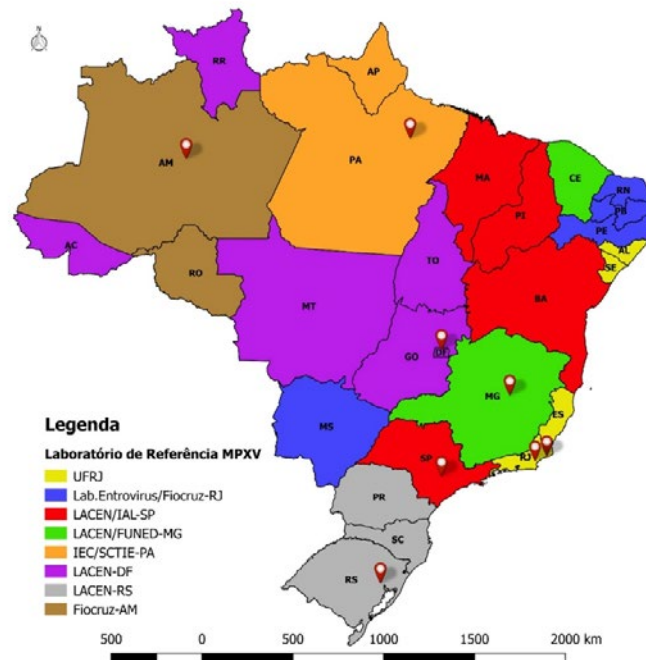 RR
AP
AM
PA
MA
CE
RN
PB
PI
PE
AL
SE
AC
RO
TO
MT
BA
GO
DF
MG
ES
MS
SP
RJ
PR
SC
RS
Legenda
Laboratório de Referência MPXV
UFRJ
Lab.Entrovirus/Fiocruz-RJ
LACEN/IAL-SP
LACEN/FUNED-MG
IEC/SCTIE-PA
LACEN-DF
LACEN-RS
Fiocruz-AM
500 0 500 1000 1500 2000 km